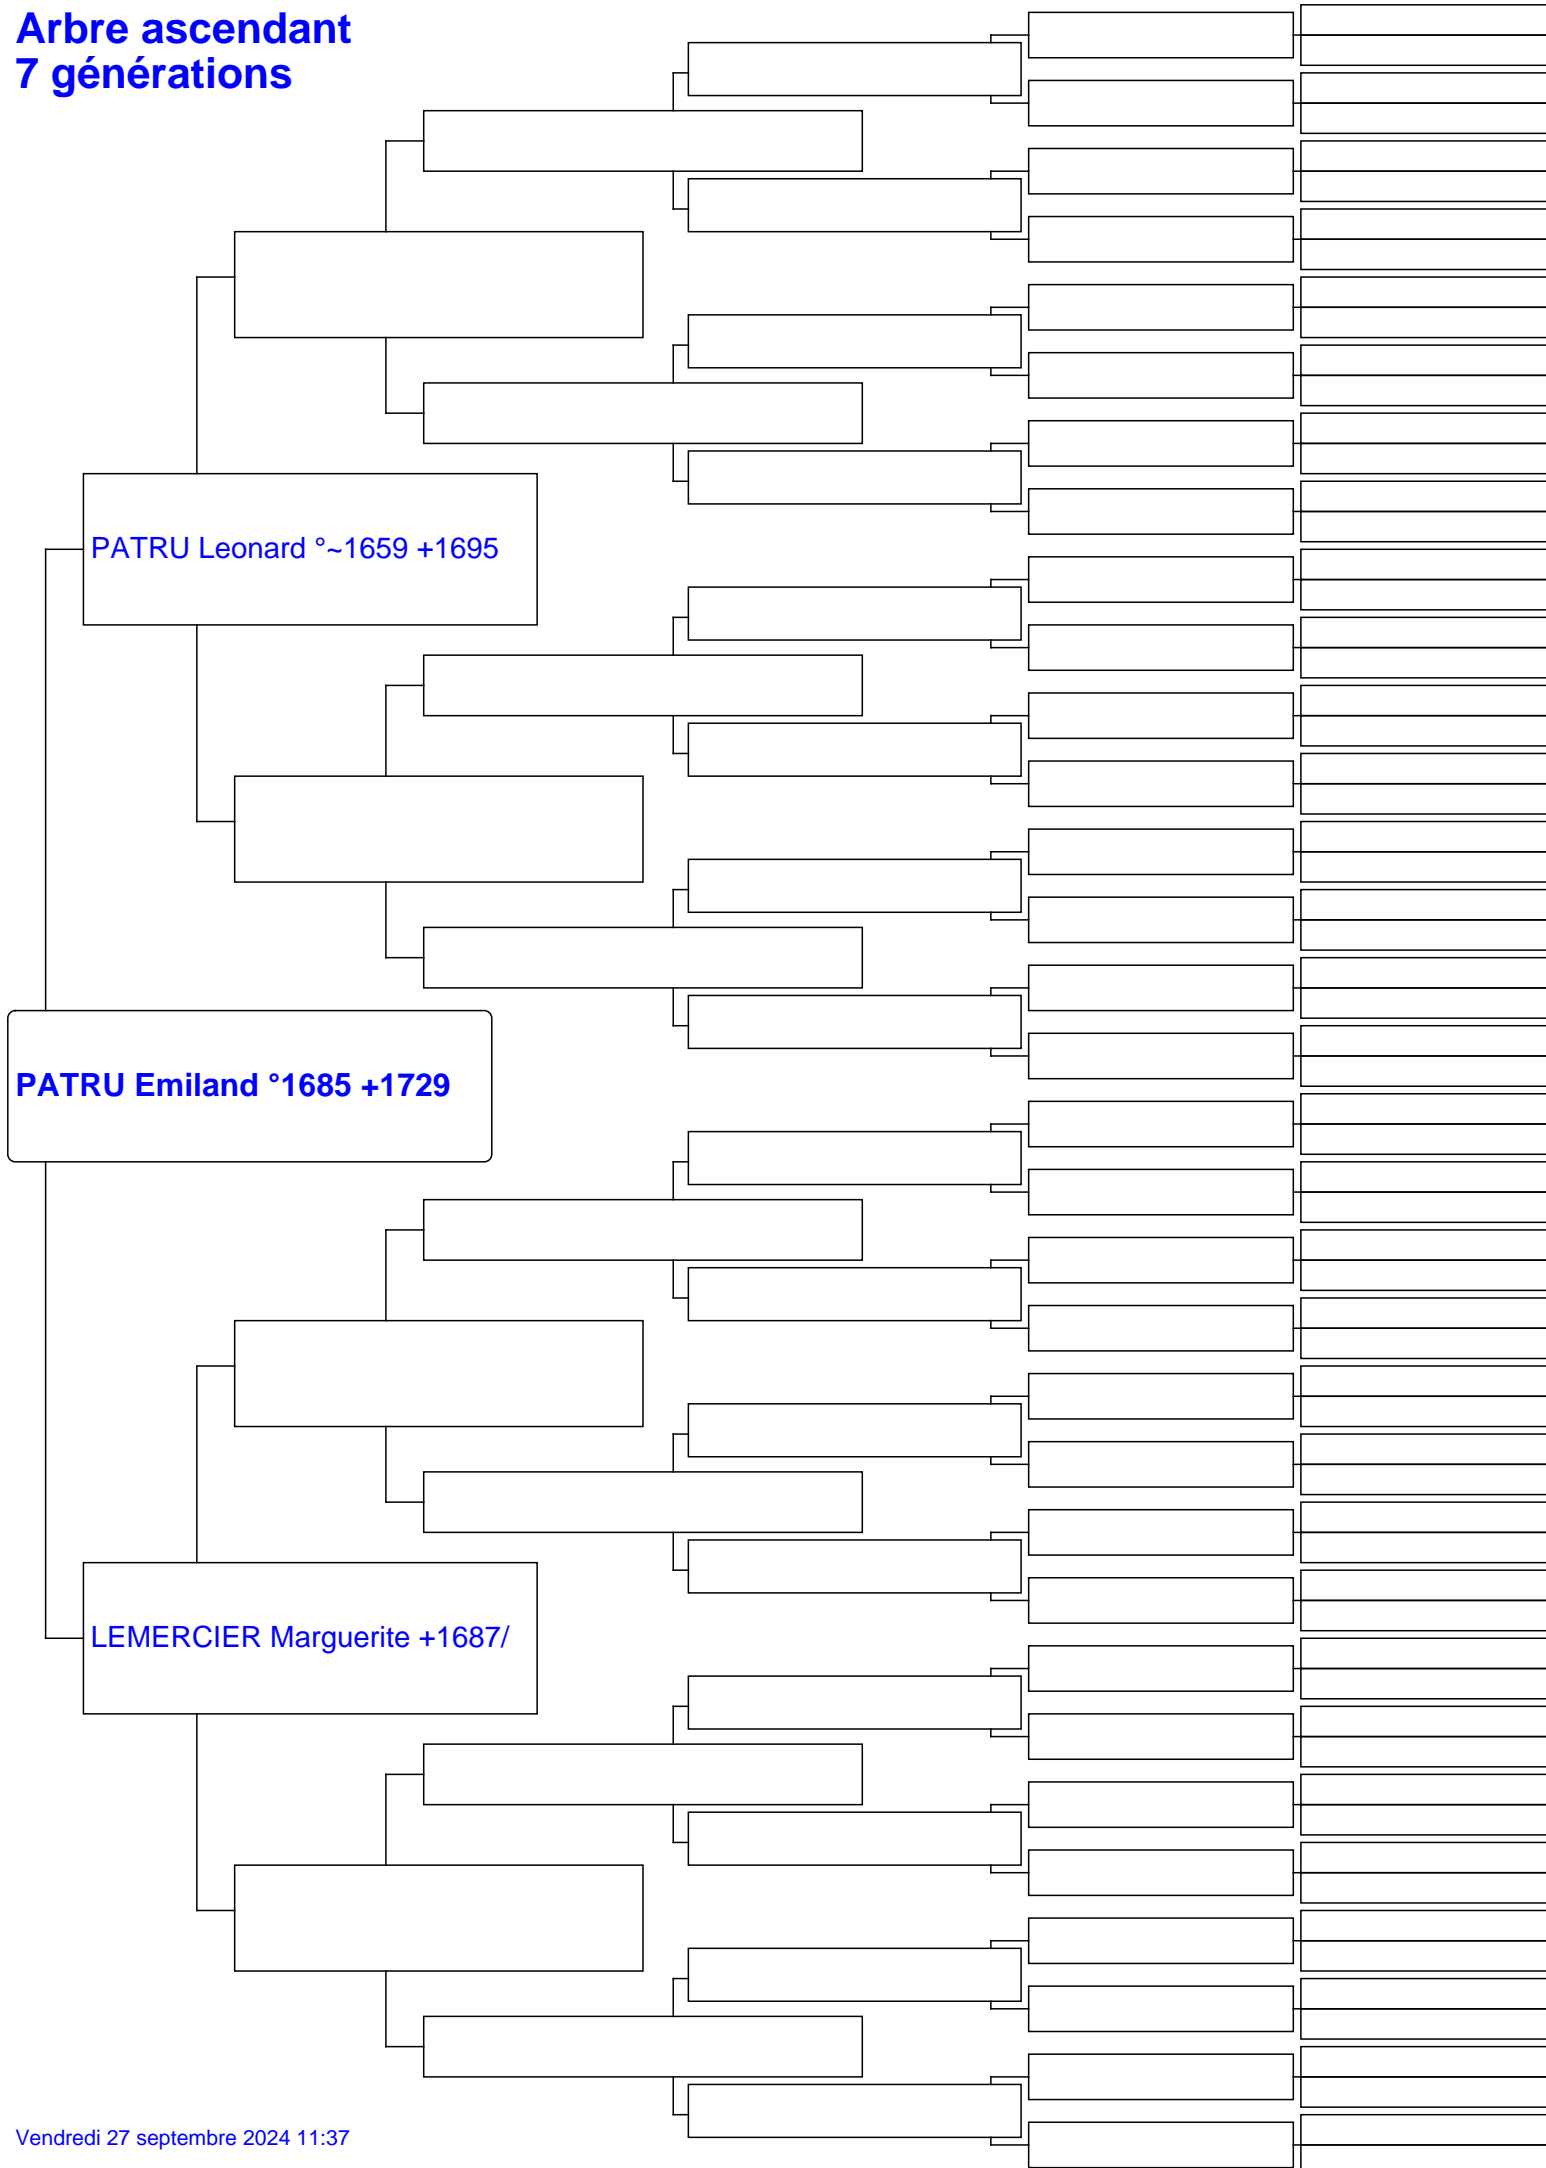 Arbre ascendant
7 générations
PATRU Leonard °~1659 +1695
PATRU Emiland °1685 +1729
LEMERCIER Marguerite +1687/
Vendredi 27 septembre 2024 11:37